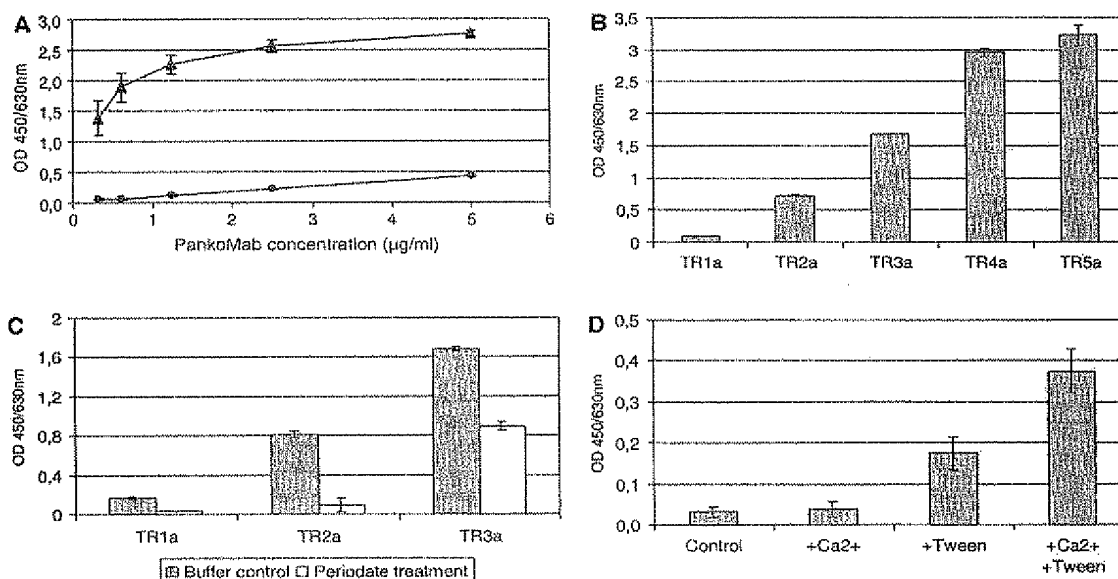 A
OD 450/630nm
3,0
2,5
2,0
1,5
1,0
0,5
0,0
0 1 2 3 4 5 6
PankoMab concentration (µg/ml)
B
OD 450/630nm
3,5
3
2,5
2
1,5
1
0,5
0
TR1a TR2a TR3a TR4a TR5a
C
OD 450/630nm
2
1,6
1,2
0,8
0,4
0
TR1a TR2a TR3a
Buffer control Periodate treatment
D
OD 450/630nm
0,5
0,4
0,3
0,2
0,1
0,0
Control +Ca2+ +Tween +Ca2+
+Tween